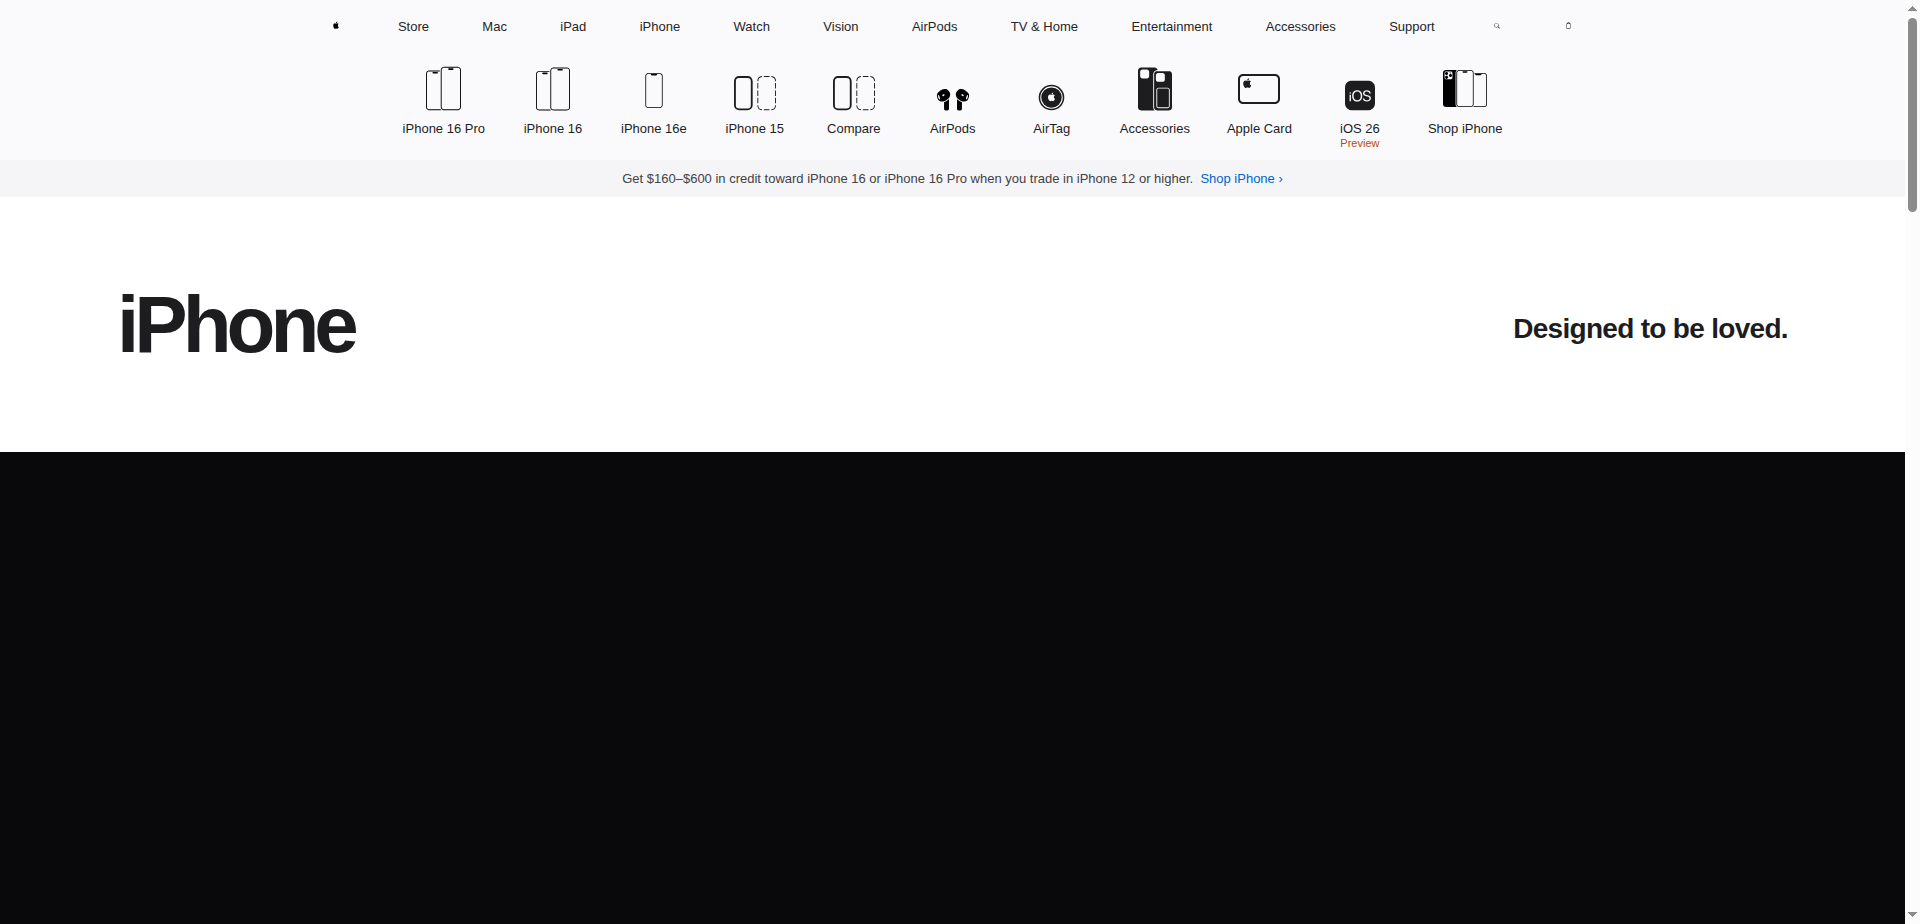 Store Mac iPad iPhone Watch Vision AirPods TV & Home Entertainment Accessories Support
iOS
iPhone 16 Pro iPhone 16 iPhone 16e iPhone 15 Compare AirPods AirTag Accessories Apple Card iOS 26 Shop iPhone
Preview
Get $160–$600 in credit toward iPhone 16 or iPhone 16 Pro when you trade in iPhone 12 or higher. Shop iPhone ›
iPhone
Designed to be loved.